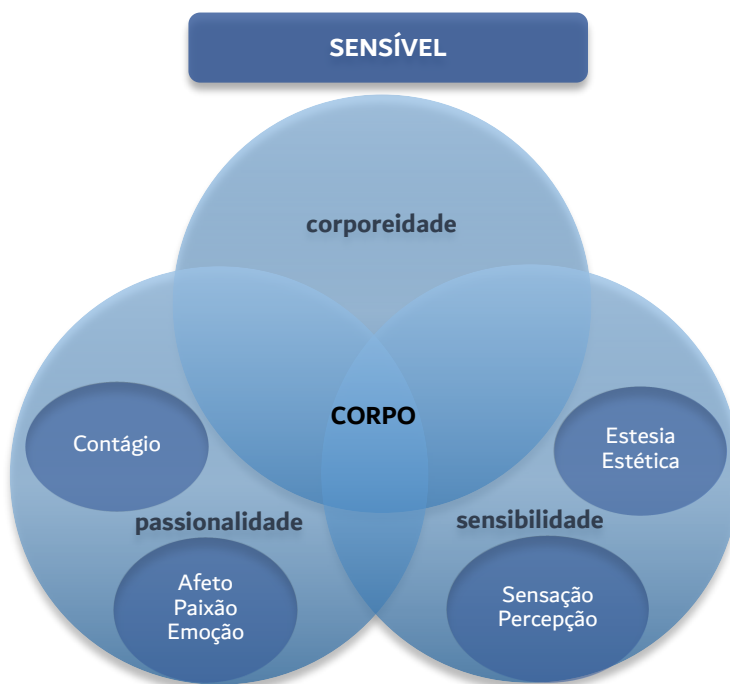 SENSÍVEL
corporeidade
CORPO
Contágio
Estesia
Estética
passionalidade
sensibilidade
Afeto
Paixão
Emoção
Sensação
Percepção